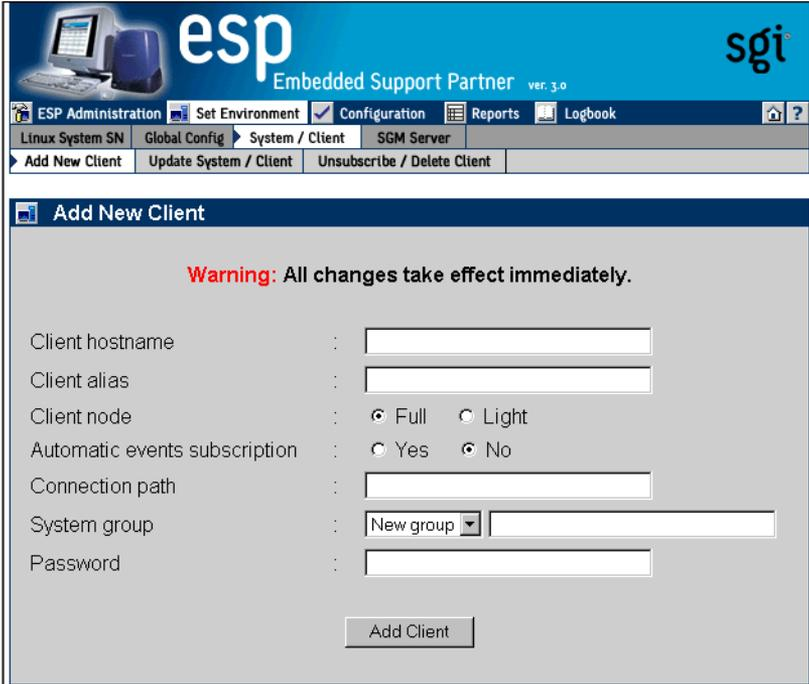 esp
Embedded Support Partner ver. 3.0
sgi
ESP Administration Set Environment Configuration Reports Logbook ?
Linux System SN Global Config System / Client SGM Server
Add New Client Update System / Client Unsubscribe / Delete Client
Add New Client
Warning: All changes take effect immediately.
Client hostname :
Client alias :
Client node : Full Light
Automatic events subscription : Yes No
Connection path :
System group : New group
Password :
Add Client